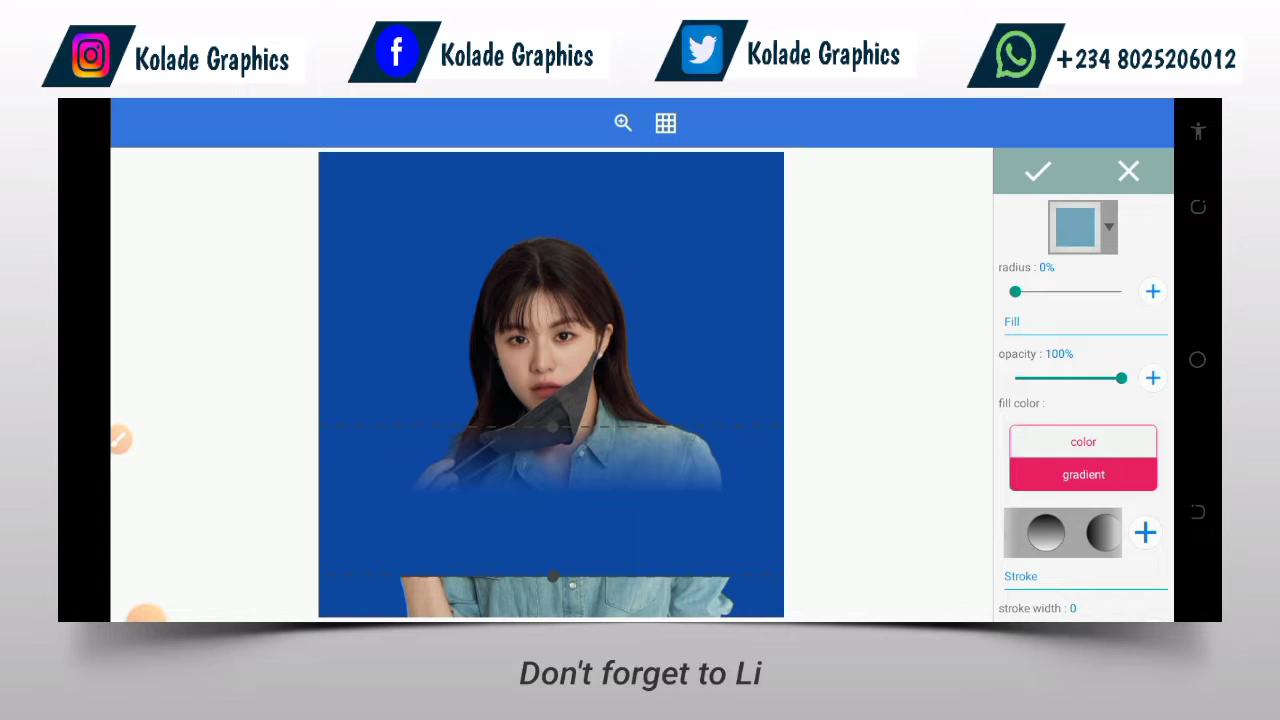 Kolade Graphics
Kolade Graphics
Kolade Graphics
+234 8025206012
radius : 0%
Fill
opacity : 100%
fill color :
color
gradient
Stroke
stroke width : 0
Don't forget to Li